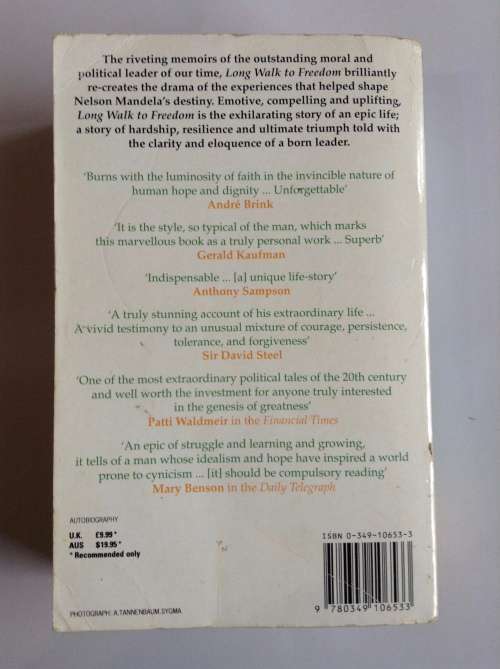 The riveting memoirs of the outstanding moral and
political leader of our time, Long Walk to Freedom brilliantly
re-creates the drama of the experiences that helped shape
Nelson Mandela's destiny. Emotive, compelling and uplifting,
Long Walk to Freedom is the exhilarating story of an epic life;
a story of hardship, resilience and ultimate triumph told with
the clarity and eloquence of a born leader.
'Burns with the luminosity of faith in the invincible nature of
human hope and dignity ... Unforgettable'
André Brink
'It is the style, so typical of the man, which marks
this marvellous book as a truly personal work ... Superb'
Gerald Kaufman
'Indispensable ... [a] unique life-story'
Anthony Sampson
'A truly stunning account of his extraordinary life ...
A vivid testimony to an unusual mixture of courage, persistence,
tolerance, and forgiveness'
Sir David Steel
'One of the most extraordinary political tales of the 20th century
and well worth the investment for anyone truly interested
in the genesis of greatness'
Patti Waldmeir in the Financial Times
'An epic of struggle and learning and growing,
it tells of a man whose idealism and hope have inspired a world
prone to cynicism ... [it] should be compulsory reading'
Mary Benson in the Daily Telegraph
AUTOBIOGRAPHY
U.K. £9.99*
AUS $19.95*
* Recommended only
ISBN 0-349-10653-3
9 780349 106533
PHOTOGRAPH: A.TANNENBAUM.SYGMA